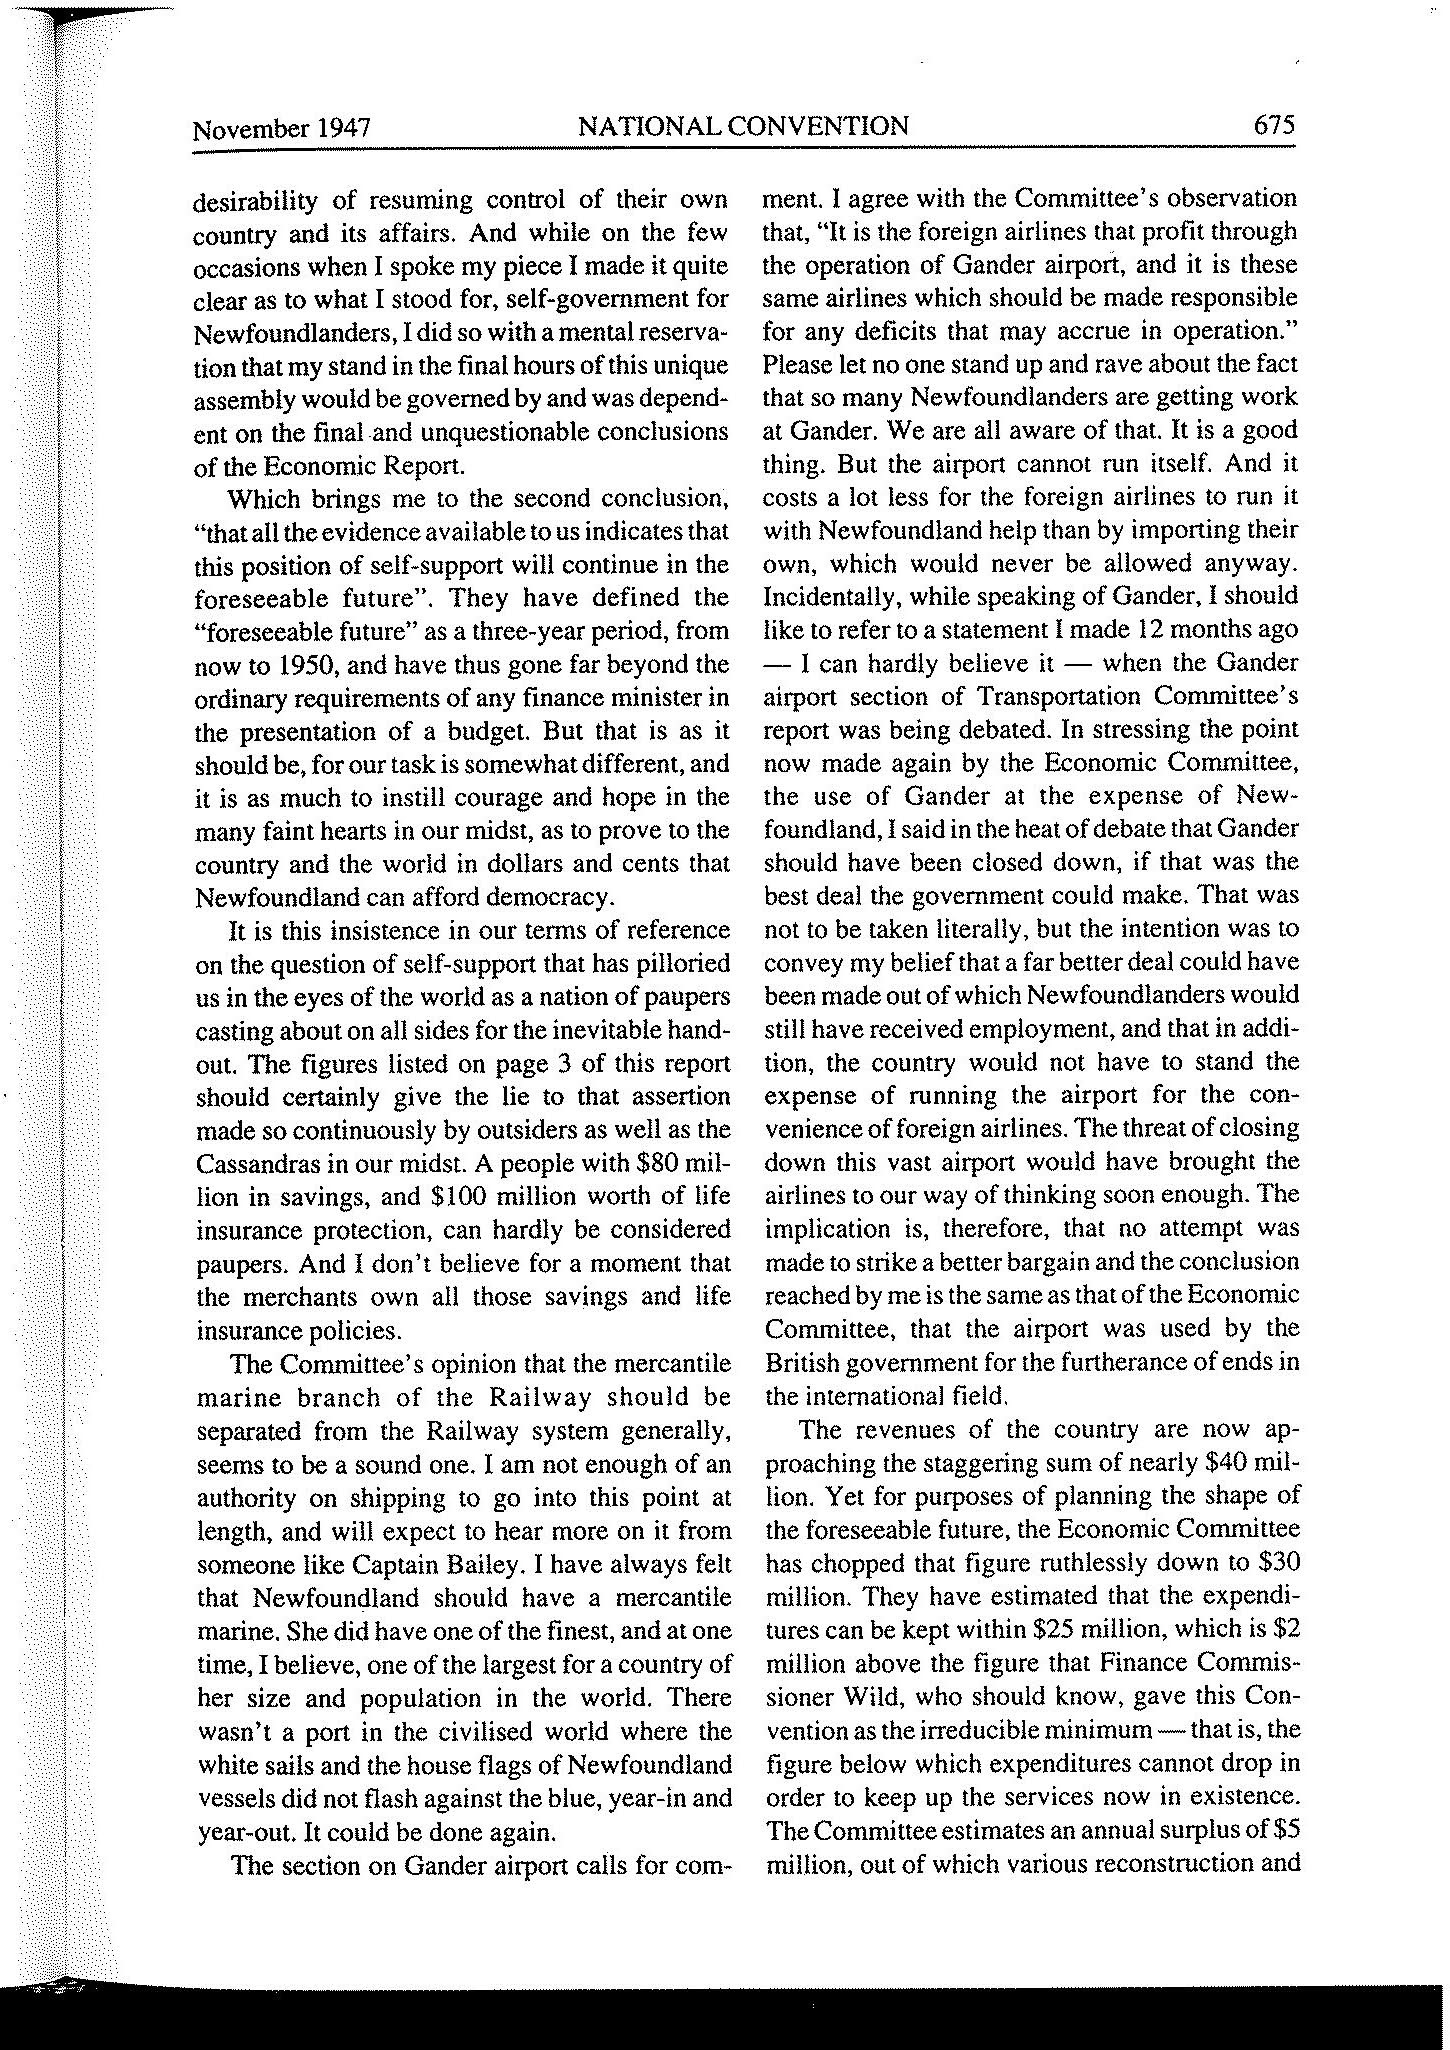 November 1947
NATIONAL CONVENTION
675
desirability of resuming control of their own
country and its affairs. And while on the few
occasions when I spoke my piece I made it quite
clear as to what I stood for, self-government for
Newfoundlanders, I did so with a mental reserva-
tion that my stand in the final hours of this unique
assembly would be governed by and was depend-
ent on the final and unquestionable conclusions
of the Economic Report.
Which brings me to the second conclusion,
“that all the evidence available to us indicates that
this position of self-support will continue in the
foreseeable future”. They have defined the
“foreseeable future” as a three-year period, from
now to 1950, and have thus gone far beyond the
ordinary requirements of any finance minister in
the presentation of a budget. But that is as it
should be, for our task is somewhat different, and
it is as much to instill courage and hope in the
many faint hearts in our midst, as to prove to the
country and the world in dollars and cents that
Newfoundland can afford democracy.
It is this insistence in our terms of reference
on the question of self-support that has pilloried
us in the eyes of the world as a nation of paupers
casting about on all sides for the inevitable hand-
out. The figures listed on page 3 of this report
should certainly give the lie to that assertion
made so continuously by outsiders as well as the
Cassandras in our midst. A people with $80 mil-
lion in savings, and $100 million worth of life
insurance protection, can hardly be considered
paupers. And I don't believe for a moment that
the merchants own all those savings and life
insurance policies.
The Committee's opinion that the mercantile
marine branch of the Railway should be
separated from the Railway system generally,
seems to be a sound one. I am not enough of an
authority on shipping to go into this point at
length, and will expect to hear more on it from
someone like Captain Bailey. I have always felt
that Newfoundland should have a mercantile
marine. She did have one of the finest, and at one
time, I believe, one of the largest for a country of
her size and population in the world. There
wasn't a port in the civilised world where the
white sails and the house flags of Newfoundland
vessels did not flash against the blue, year-in and
year-out. It could be done again.
The section on Gander airport calls for com-
ment. I agree with the Committee's observation
that, “It is the foreign airlines that profit through
the operation of Gander airport, and it is these
same airlines which should be made responsible
for any deficits that may accrue in operation.”
Please let no one stand up and rave about the fact
that so many Newfoundlanders are getting work
at Gander. We are all aware of that. It is a good
thing. But the airport cannot run itself. And it
costs a lot less for the foreign airlines to run it
with Newfoundland help than by importing their
own, which would never be allowed anyway.
Incidentally, while speaking of Gander, I should
like to refer to a statement I made 12 months ago
— I can hardly believe it — when the Gander
airport section of Transportation Committee's
report was being debated. In stressing the point
now made again by the Economic Committee,
the use of Gander at the expense of New-
foundland, I said in the heat of debate that Gander
should have been closed down, if that was the
best deal the government could make. That was
not to be taken literally, but the intention was to
convey my belief that a far better deal could have
been made out of which Newfoundlanders would
still have received employment, and that in addi-
tion, the country would not have to stand the
expense of running the airport for the con-
venience of foreign airlines. The threat of closing
down this vast airport would have brought the
airlines to our way of thinking soon enough. The
implication is, therefore, that no attempt was
made to strike a better bargain and the conclusion
reached by me is the same as that of the Economic
Committee, that the airport was used by the
British government for the furtherance of ends in
the international field.
The revenues of the country are now ap-
proaching the staggering sum of nearly $40 mil-
lion. Yet for purposes of planning the shape of
the foreseeable future, the Economic Committee
has chopped that figure ruthlessly down to $30
million. They have estimated that the expendi-
tures can be kept within $25 million, which is $2
million above the figure that Finance Commis-
sioner Wild, who should know, gave this Con-
vention as the irreducible minimum — that is, the
figure below which expenditures cannot drop in
order to keep up the services now in existence.
The Committee estimates an annual surplus of $5
million, out of which various reconstruction and